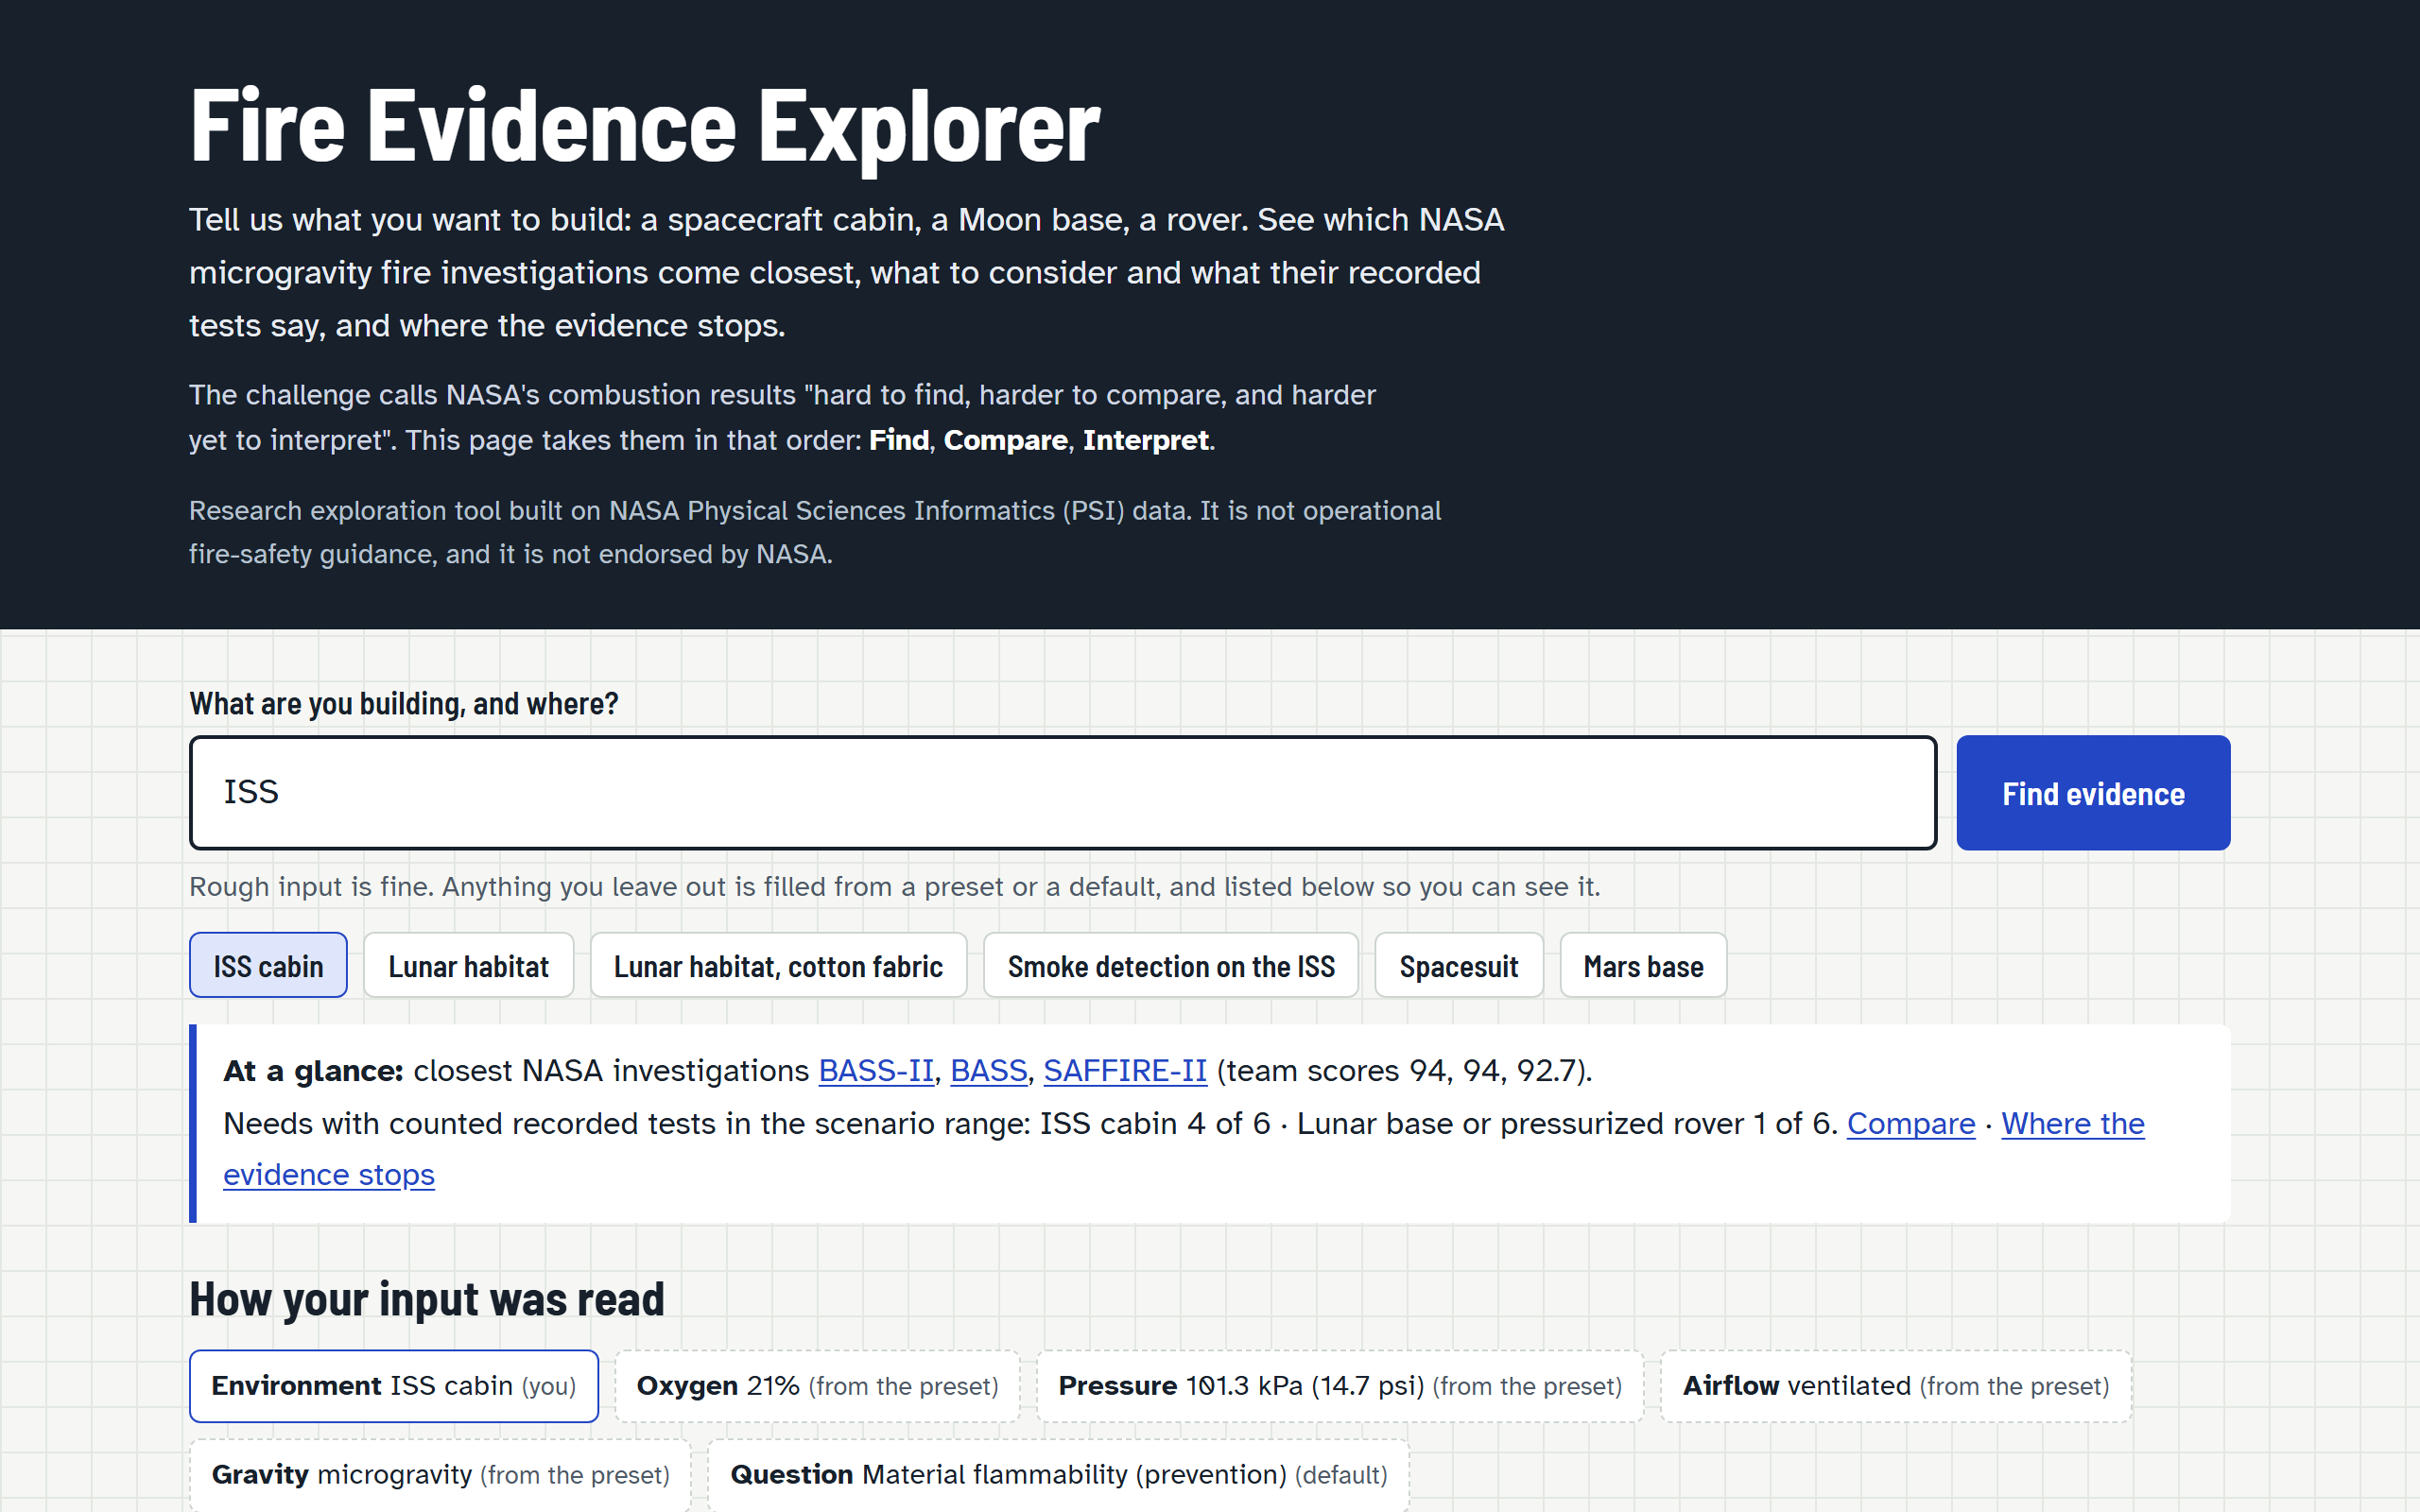 Fire Evidence Explorer
Tell us what you want to build: a spacecraft cabin, a Moon base, a rover. See which NASA
microgravity fire investigations come closest, what to consider and what their recorded
tests say, and where the evidence stops.
The challenge calls NASA's combustion results "hard to find, harder to compare, and harder
yet to interpret". This page takes them in that order: Find, Compare, Interpret.
Research exploration tool built on NASA Physical Sciences Informatics (PSI) data. It is not operational
fire-safety guidance, and it is not endorsed by NASA.
What are you building, and where?
ISS
Find evidence
Rough input is fine. Anything you leave out is filled from a preset or a default, and listed below so you can see it.
ISS cabin Lunar habitat Lunar habitat, cotton fabric Smoke detection on the ISS Spacesuit Mars base
At a glance: closest NASA investigations BASS-II, BASS, SAFFIRE-II (team scores 94, 94, 92.7).
Needs with counted recorded tests in the scenario range: ISS cabin 4 of 6 · Lunar base or pressurized rover 1 of 6. Compare · Where the
evidence stops
How your input was read
Environment ISS cabin (you) Oxygen 21% (from the preset) Pressure 101.3 kPa (14.7 psi) (from the preset) Airflow ventilated (from the preset)
Gravity microgravity (from the preset) Question Material flammability (prevention) (default)